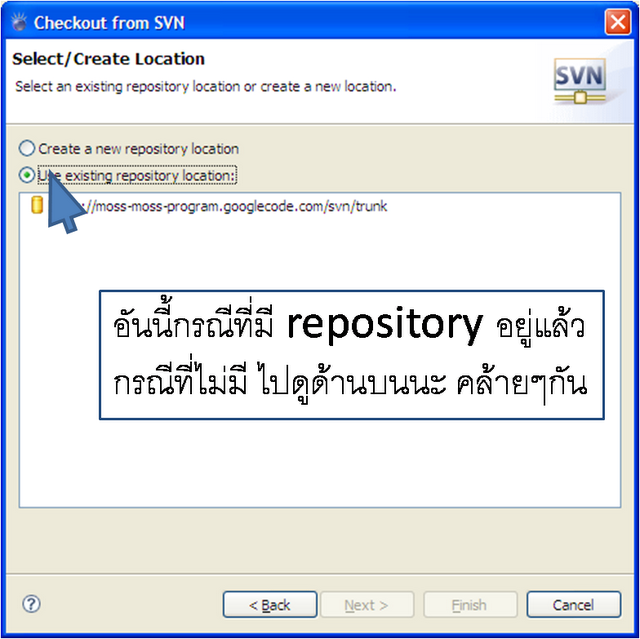 Checkout from SVN
Select/Create Location
Select an existing repository location or create a new location.
SVN
Create a new repository location
Use existing repository location:
//moss-moss-program.googlecode.com/svn/trunk
อันนี้กรณีที่มี repository อยู่แล้ว
กรณีที่ไม่มี ไปดูด้านบนนะ คล้ายๆกัน
?
< Back
Next >
Finish
Cancel